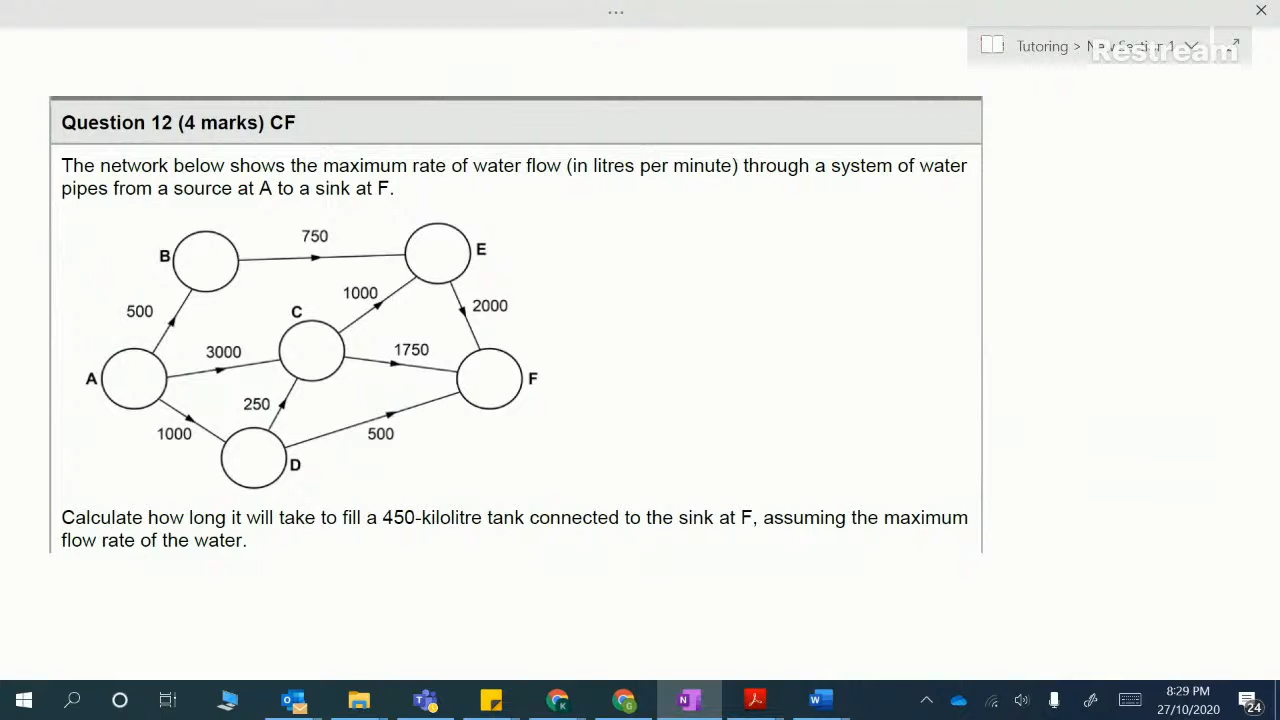 ...
Tutoring > New Section 1
Restream
Question 12 (4 marks) CF
The network below shows the maximum rate of water flow (in litres per minute) through a system of water
pipes from a source at A to a sink at F.
750
B
E
1000
500
C
2000
3000
1750
A
F
250
1000
500
D
Calculate how long it will take to fill a 450-kilolitre tank connected to the sink at F, assuming the maximum
flow rate of the water.
8:29 PM
27/10/2020
24